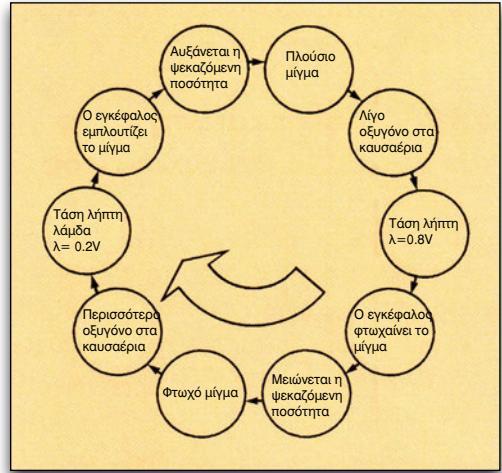 Αυξάνεται η
ψεκαζόμενη
ποσότητα
Πλούσιο
μίγμα
Λίγο
οξυγόνο στα
καυσαέρια
Τάση λήπτη
λ=0.8V
Ο εγκέφαλος
φτωχαίνει το
μίγμα
Μειώνεται η
ψεκαζόμενη
ποσότητα
Φτωχό μίγμα
Περισσότερο
οξυγόνο στα
καυσαέρια
Τάση λήπτη
λάμδα
λ= 0.2V
Ο εγκέφαλος
εμπλουτίζει
το μίγμα